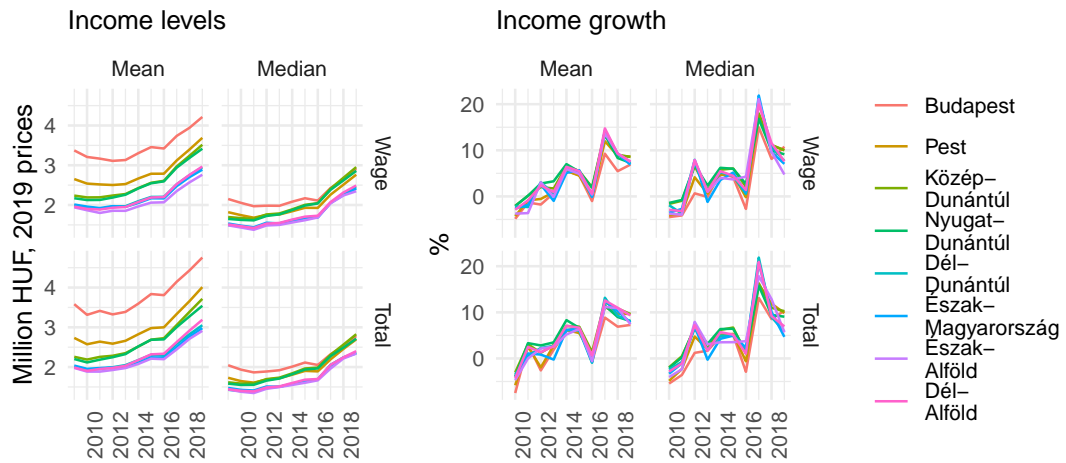 Income levels
Mean
Median
Million HUF, 2019 prices
4
3
2
Wage
4
3
2
Total
2010
2012
2014
2016
2018
2010
2012
2014
2016
2018
Income growth
Mean
Median
%
20
10
0
Wage
20
10
0
Total
2010
2012
2014
2016
2018
2010
2012
2014
2016
2018
Budapest
Pest
Közép−
Dunántúl
Nyugat−
Dunántúl
Dél−
Dunántúl
Észak−
Magyarország
Észak−
Alföld
Dél−
Alföld